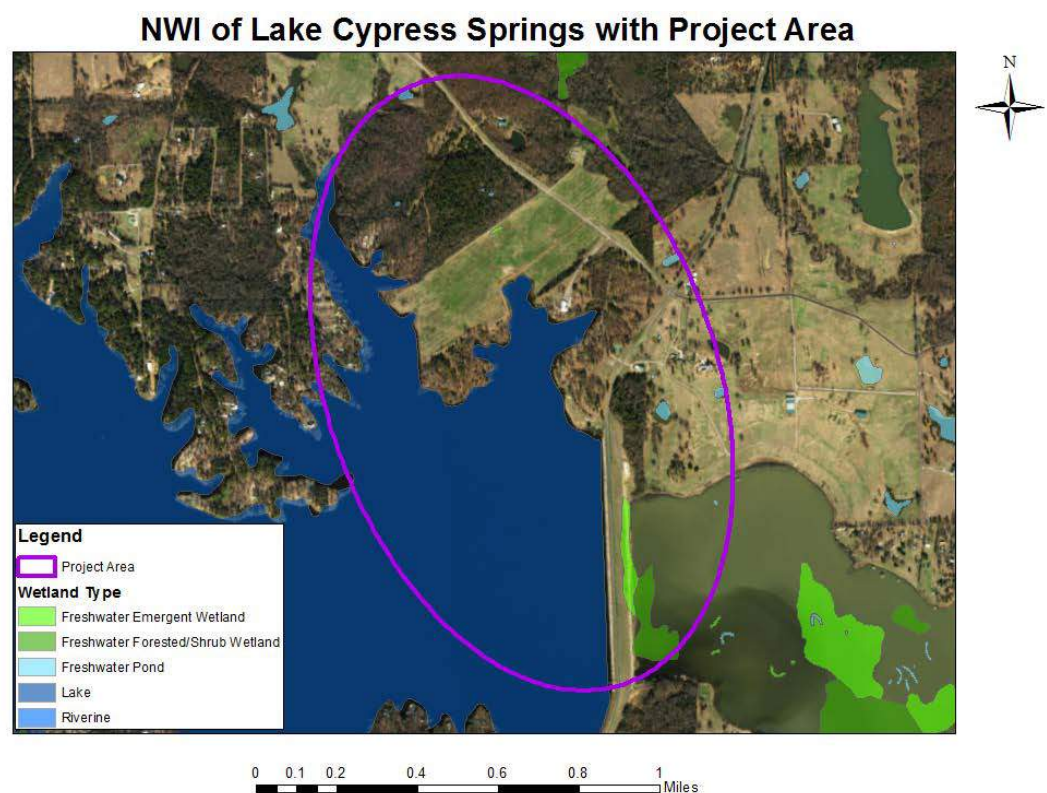 NWI of Lake Cypress Springs with Project Area
N
Legend
Project Area
Wetland Type
Freshwater Emergent Wetland
Freshwater Forested/Shrub Wetland
Freshwater Pond
Lake
Riverine
0 0.1 0.2 0.4 0.6 0.8 1
Miles